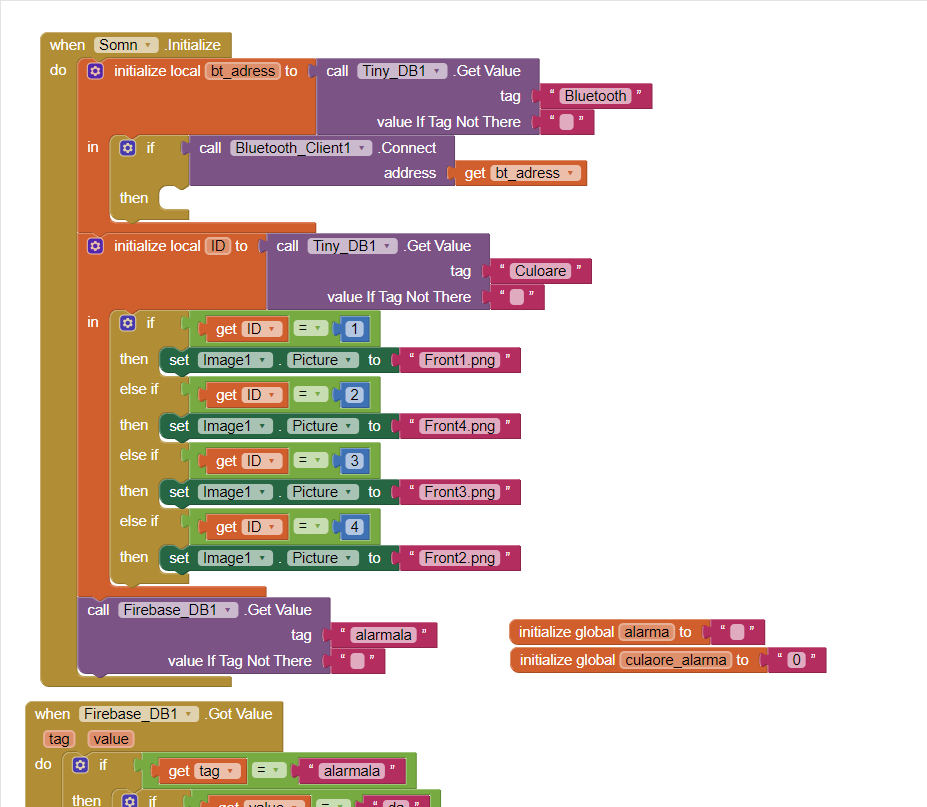 when Somn .Initialize
do initialize local bt_adress to call Tiny_DB1 .Get Value
tag “ Bluetooth ”
value If Tag Not There “ ”
in if call Bluetooth_Client1 .Connect
address get bt_adress
then
initialize local ID to call Tiny_DB1 .Get Value
tag “ Culoare ”
value If Tag Not There “ ”
in if get ID = 1
then set Image1 . Picture to “ Front1.png ”
else if get ID = 2
then set Image1 . Picture to “ Front4.png ”
else if get ID = 3
then set Image1 . Picture to “ Front3.png ”
else if get ID = 4
then set Image1 . Picture to “ Front2.png ”
call Firebase_DB1 .Get Value
tag “ alarmala ”
value If Tag Not There “ ”
initialize global alarma to “ ”
initialize global culaore_alarma to “ 0 ”
when Firebase_DB1 .Got Value
tag value
do if get tag = “ alarmala ”
then if get value = “ da ”